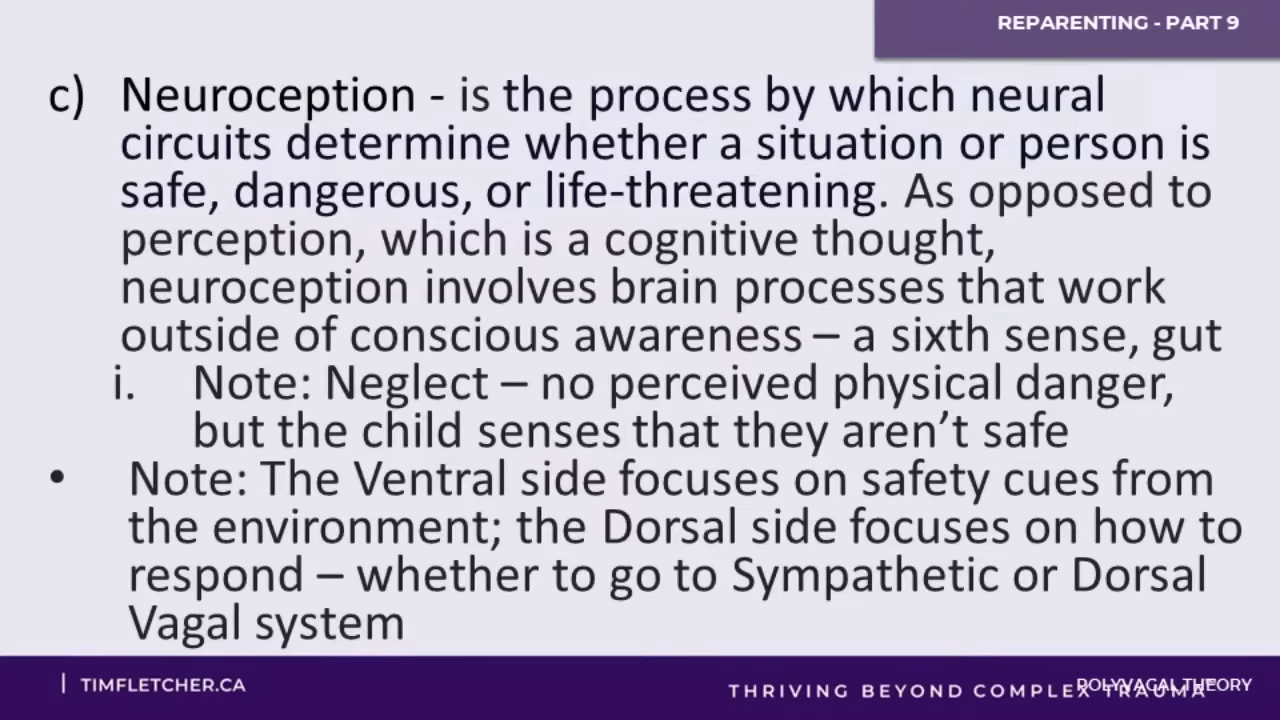 REPARENTING - PART 9
c) Neuroception - is the process by which neural
circuits determine whether a situation or person is
safe, dangerous, or life-threatening. As opposed to
perception, which is a cognitive thought,
neuroception involves brain processes that work
outside of conscious awareness – a sixth sense, gut
i. Note: Neglect – no perceived physical danger,
but the child senses that they aren’t safe
• Note: The Ventral side focuses on safety cues from
the environment; the Dorsal side focuses on how to
respond – whether to go to Sympathetic or Dorsal
Vagal system
| TIMFLETCHER.CA
THRIVING BEYOND COMPLEX TRAUMA
POLYVAGAL THEORY